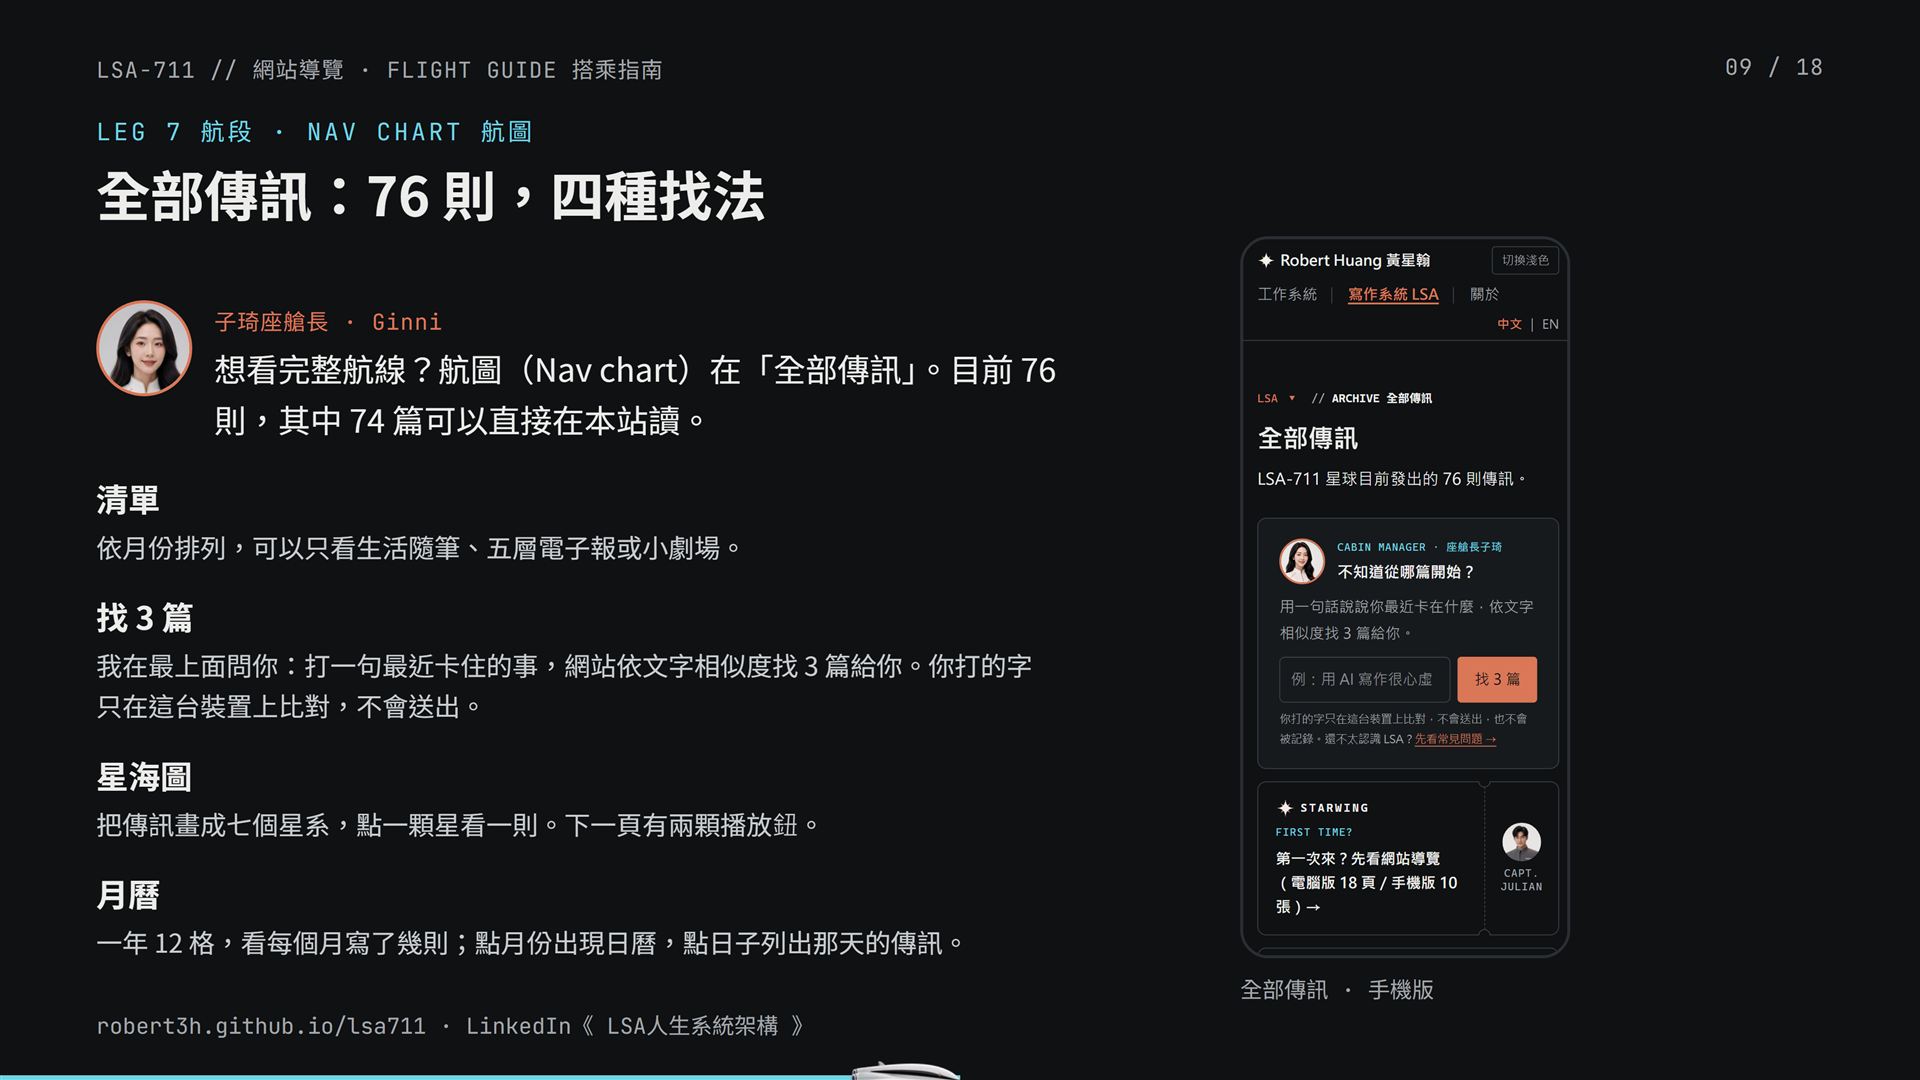 LSA-711 // 網站導覽 · FLIGHT GUIDE 搭乘指南
09 / 18
LEG 7 航段 · NAV CHART 航圖
全部傳訊：76 則，四種找法
子琦座艙長 · Ginni
想看完整航線？航圖（Nav chart）在「全部傳訊」。目前 76
則，其中 74 篇可以直接在本站讀。
清單
依月份排列，可以只看生活隨筆、五層電子報或小劇場。
找 3 篇
我在最上面問你：打一句最近卡住的事，網站依文字相似度找 3 篇給你。你打的字
只在這台裝置上比對，不會送出。
星海圖
把傳訊畫成七個星系，點一顆星看一則。下一頁有兩顆播放鈕。
月曆
一年 12 格，看每個月寫了幾則；點月份出現日曆，點日子列出那天的傳訊。
robert3h.github.io/lsa711 · LinkedIn《 LSA人生系統架構 》
Robert Huang 黃星翰
切換淺色
工作系統 | 寫作系統 LSA | 關於
中文 | EN
LSA ▼ // ARCHIVE 全部傳訊
全部傳訊
LSA-711 星球目前發出的 76 則傳訊。
CABIN MANAGER · 座艙長子琦
不知道從哪篇開始？
用一句話說說你最近卡在什麼，依文字
相似度找 3 篇給你。
例：用 AI 寫作很心虛
找 3 篇
你打的字只在這台裝置上比對，不會送出，也不會
被記錄。還不太認識 LSA？先看常見問題 →
STARWING
FIRST TIME?
第一次來？先看網站導覽
（電腦版 18 頁 / 手機版 10
張）→
CAPT.
JULIAN
全部傳訊 · 手機版